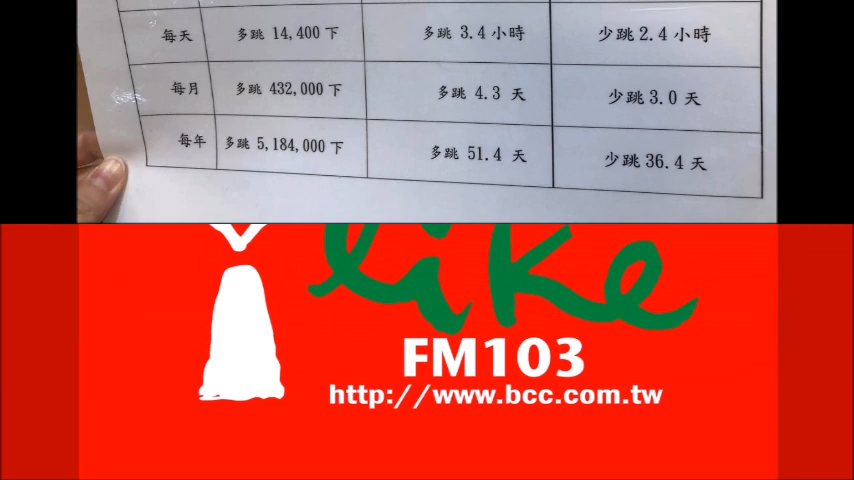 每天 多跳 14,400 下 多跳 3.4 小時 少跳 2.4 小時
每月 多跳 432,000 下 多跳 4.3 天 少跳 3.0 天
每年 多跳 5,184,000 下 多跳 51.4 天 少跳 36.4 天
like
FM103
http://www.bcc.com.tw